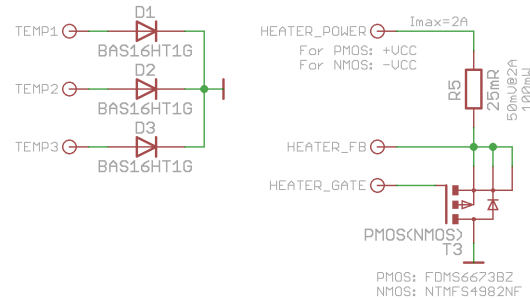 D1
TEMP1
BAS16HT1G
D2
TEMP2
BAS16HT1G
D3
TEMP3
BAS16HT1G
HEATER_POWER
Imax=2A
For PMOS: +VCC
For NMOS: -VCC
R5
25mR
50mV@2A
100mW
HEATER_FB
HEATER_GATE
PMOS(NMOS)
T3
PMOS: FDMS6673BZ
NMOS: NTMFS4982NF